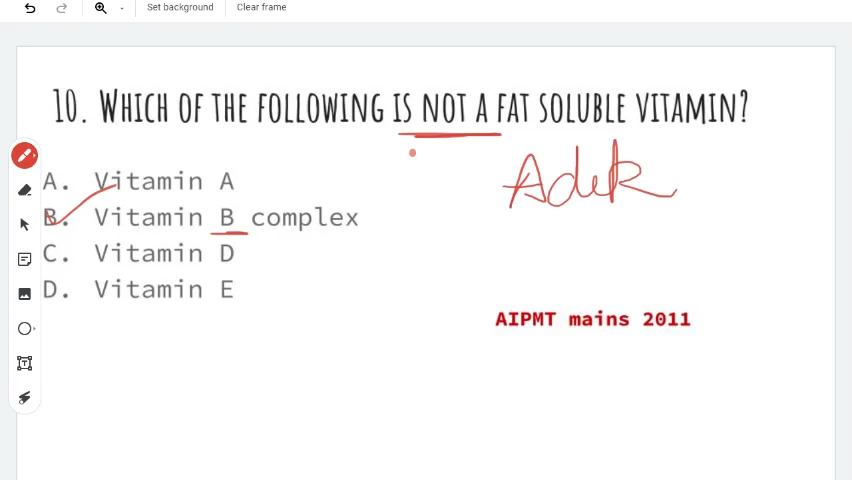 Set background Clear frame
10. WHICH OF THE FOLLOWING IS NOT A FAT SOLUBLE VITAMIN?
Adek
A. Vitamin A
B. Vitamin B complex
C. Vitamin D
D. Vitamin E
AIPMT mains 2011